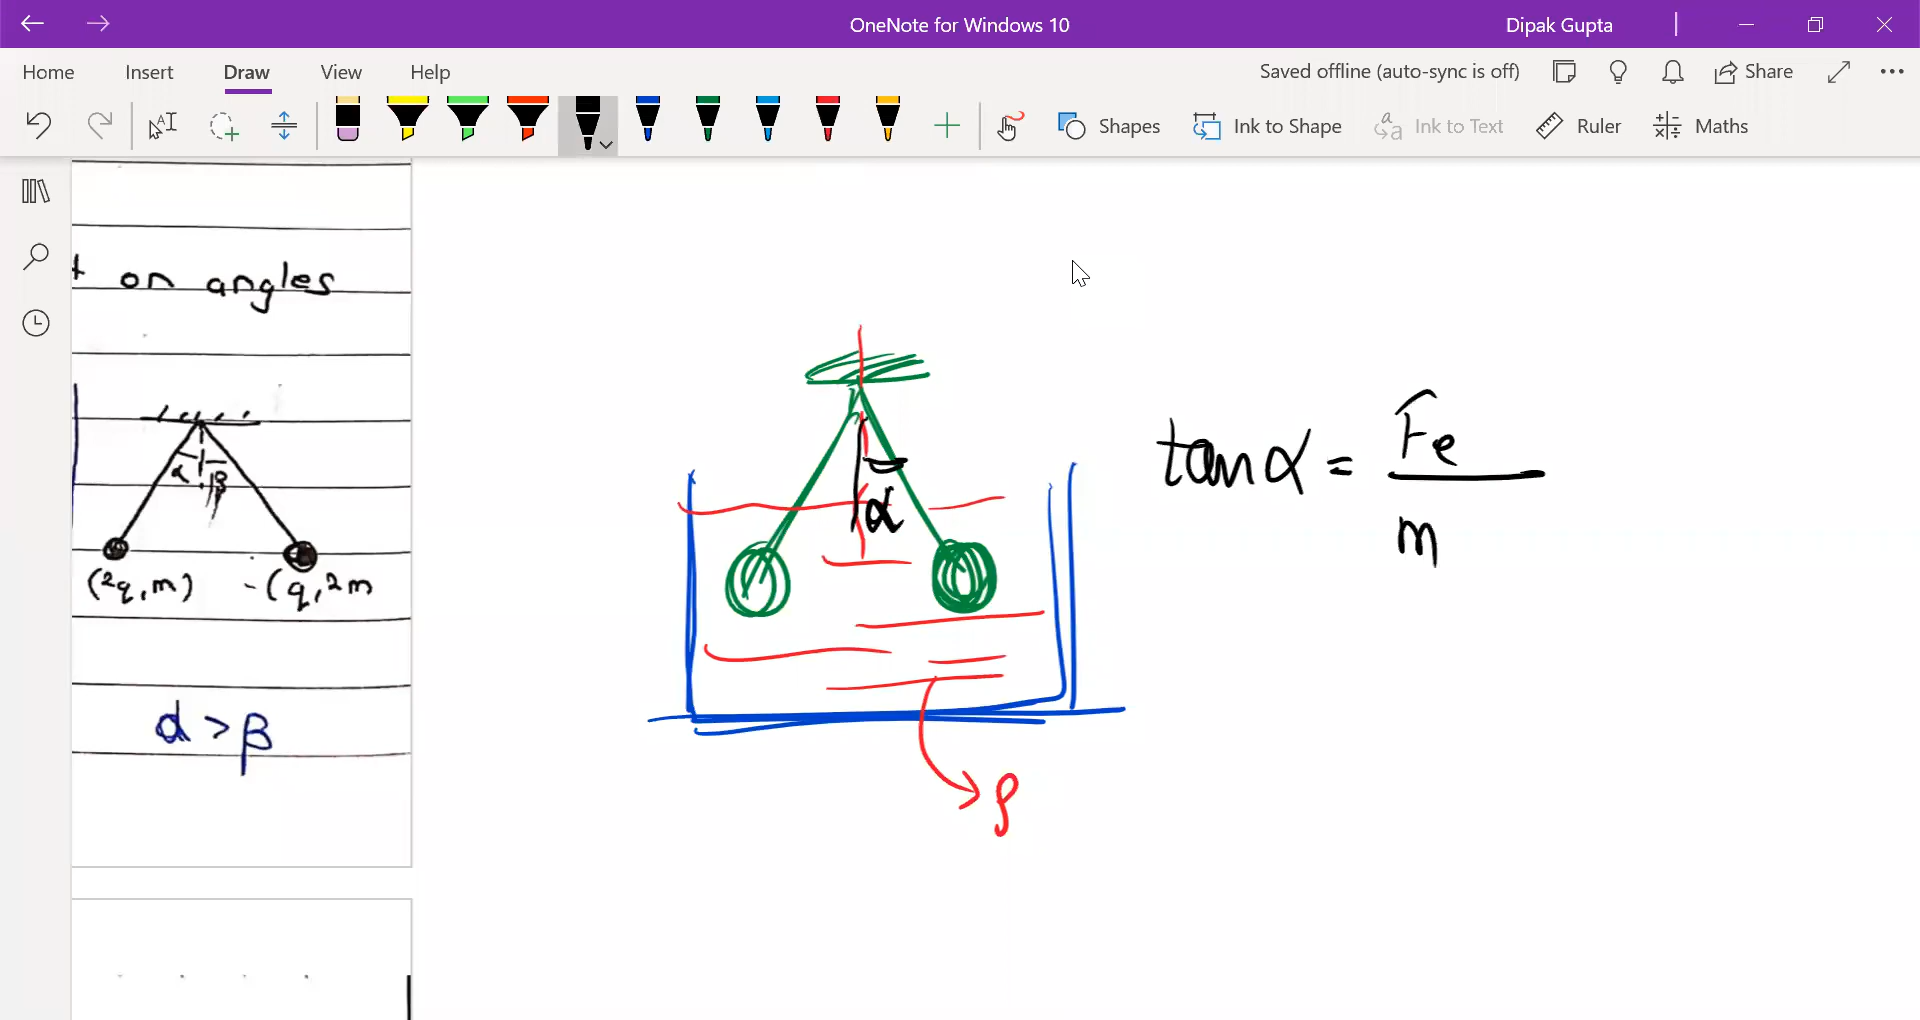 OneNote for Windows 10
Dipak Gupta
Home Insert Draw View Help
Saved offline (auto-sync is off)
Share
Shapes
Ink to Shape
Ink to Text
Ruler
Maths
on angles
α β
(2q,m) -(q,2m
α > β
α
ρ
tanα = Fe
m